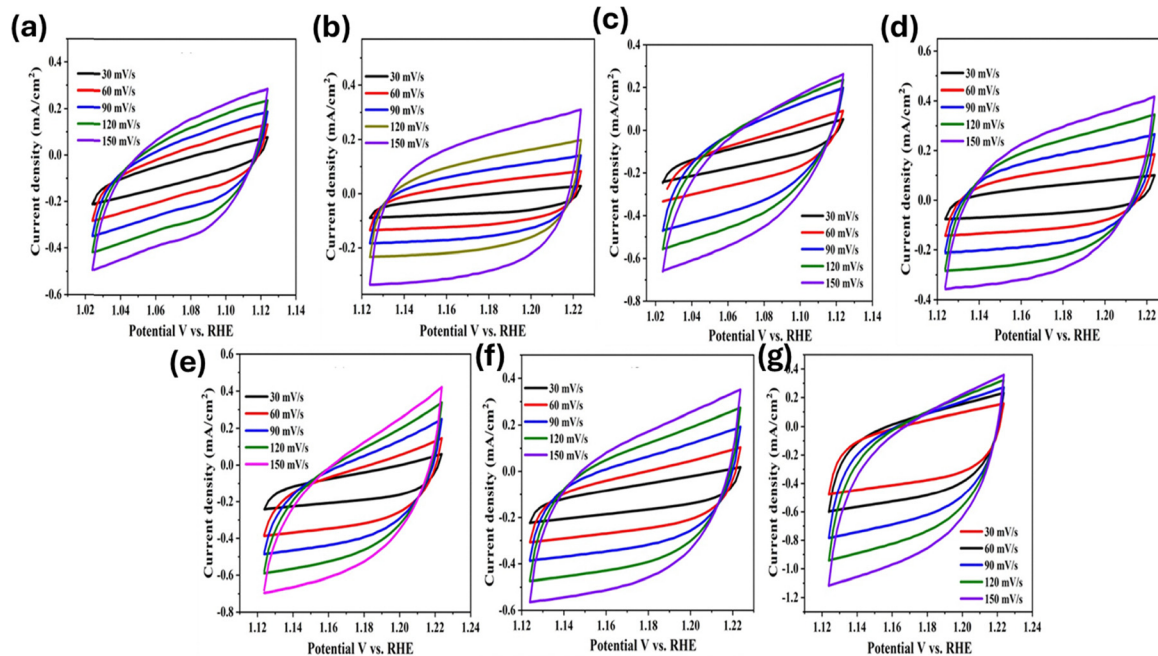 (a)
Current density (mA/cm²)
0.4
0.2
0.0
-0.2
-0.4
-0.6
30 mV/s
60 mV/s
90 mV/s
120 mV/s
150 mV/s
1.02 1.04 1.06 1.08 1.10 1.12 1.14
Potential V vs. RHE
(b)
Current density (mA/cm²)
0.4
0.2
0.0
-0.2
30 mV/s
60 mV/s
90 mV/s
120 mV/s
150 mV/s
1.12 1.14 1.16 1.18 1.20 1.22
Potential V vs. RHE
(c)
Current density (mA/cm²)
0.4
0.2
0.0
-0.2
-0.4
-0.6
-0.8
30 mV/s
60 mV/s
90 mV/s
120 mV/s
150 mV/s
1.02 1.04 1.06 1.08 1.10 1.12 1.14
Potential V vs. RHE
(d)
Current density (mA/cm²)
0.6
0.4
0.2
0.0
-0.2
-0.4
30 mV/s
60 mV/s
90 mV/s
120 mV/s
150 mV/s
1.12 1.14 1.16 1.18 1.20 1.22
Potential V vs. RHE
(e)
Current density (mA/cm²)
0.6
0.4
0.2
0.0
-0.2
-0.4
-0.6
-0.8
30 mV/s
60 mV/s
90 mV/s
120 mV/s
150 mV/s
1.12 1.14 1.16 1.18 1.20 1.22 1.24
Potential V vs. RHE
(f)
Current density (mA/cm²)
0.4
0.2
0.0
-0.2
-0.4
-0.6
30 mV/s
60 mV/s
90 mV/s
120 mV/s
150 mV/s
1.12 1.14 1.16 1.18 1.20 1.22 1.24
Potential V vs. RHE
(g)
Current density (mA/cm²)
0.4
0.2
0.0
-0.2
-0.4
-0.6
-0.8
-1.0
-1.2
30 mV/s
60 mV/s
90 mV/s
120 mV/s
150 mV/s
1.12 1.14 1.16 1.18 1.20 1.22 1.24
Potential V vs. RHE